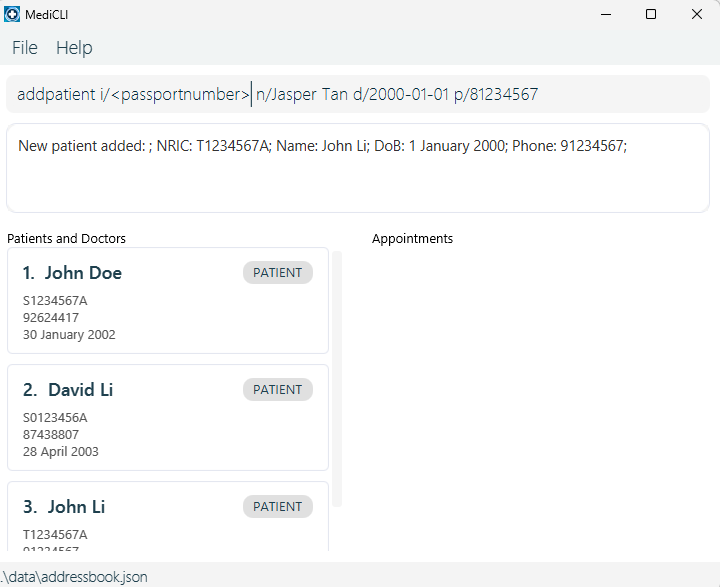 MediCLI
File Help
addpatient i/<passportnumber> n/Jasper Tan d/2000-01-01 p/81234567
New patient added: ; NRIC: T1234567A; Name: John Li; DoB: 1 January 2000; Phone: 91234567;
Patients and Doctors
1. John Doe PATIENT
S1234567A
92624417
30 January 2002
2. David Li PATIENT
S0123456A
87438807
28 April 2003
3. John Li PATIENT
T1234567A
91234567
Appointments
.\data\addressbook.json